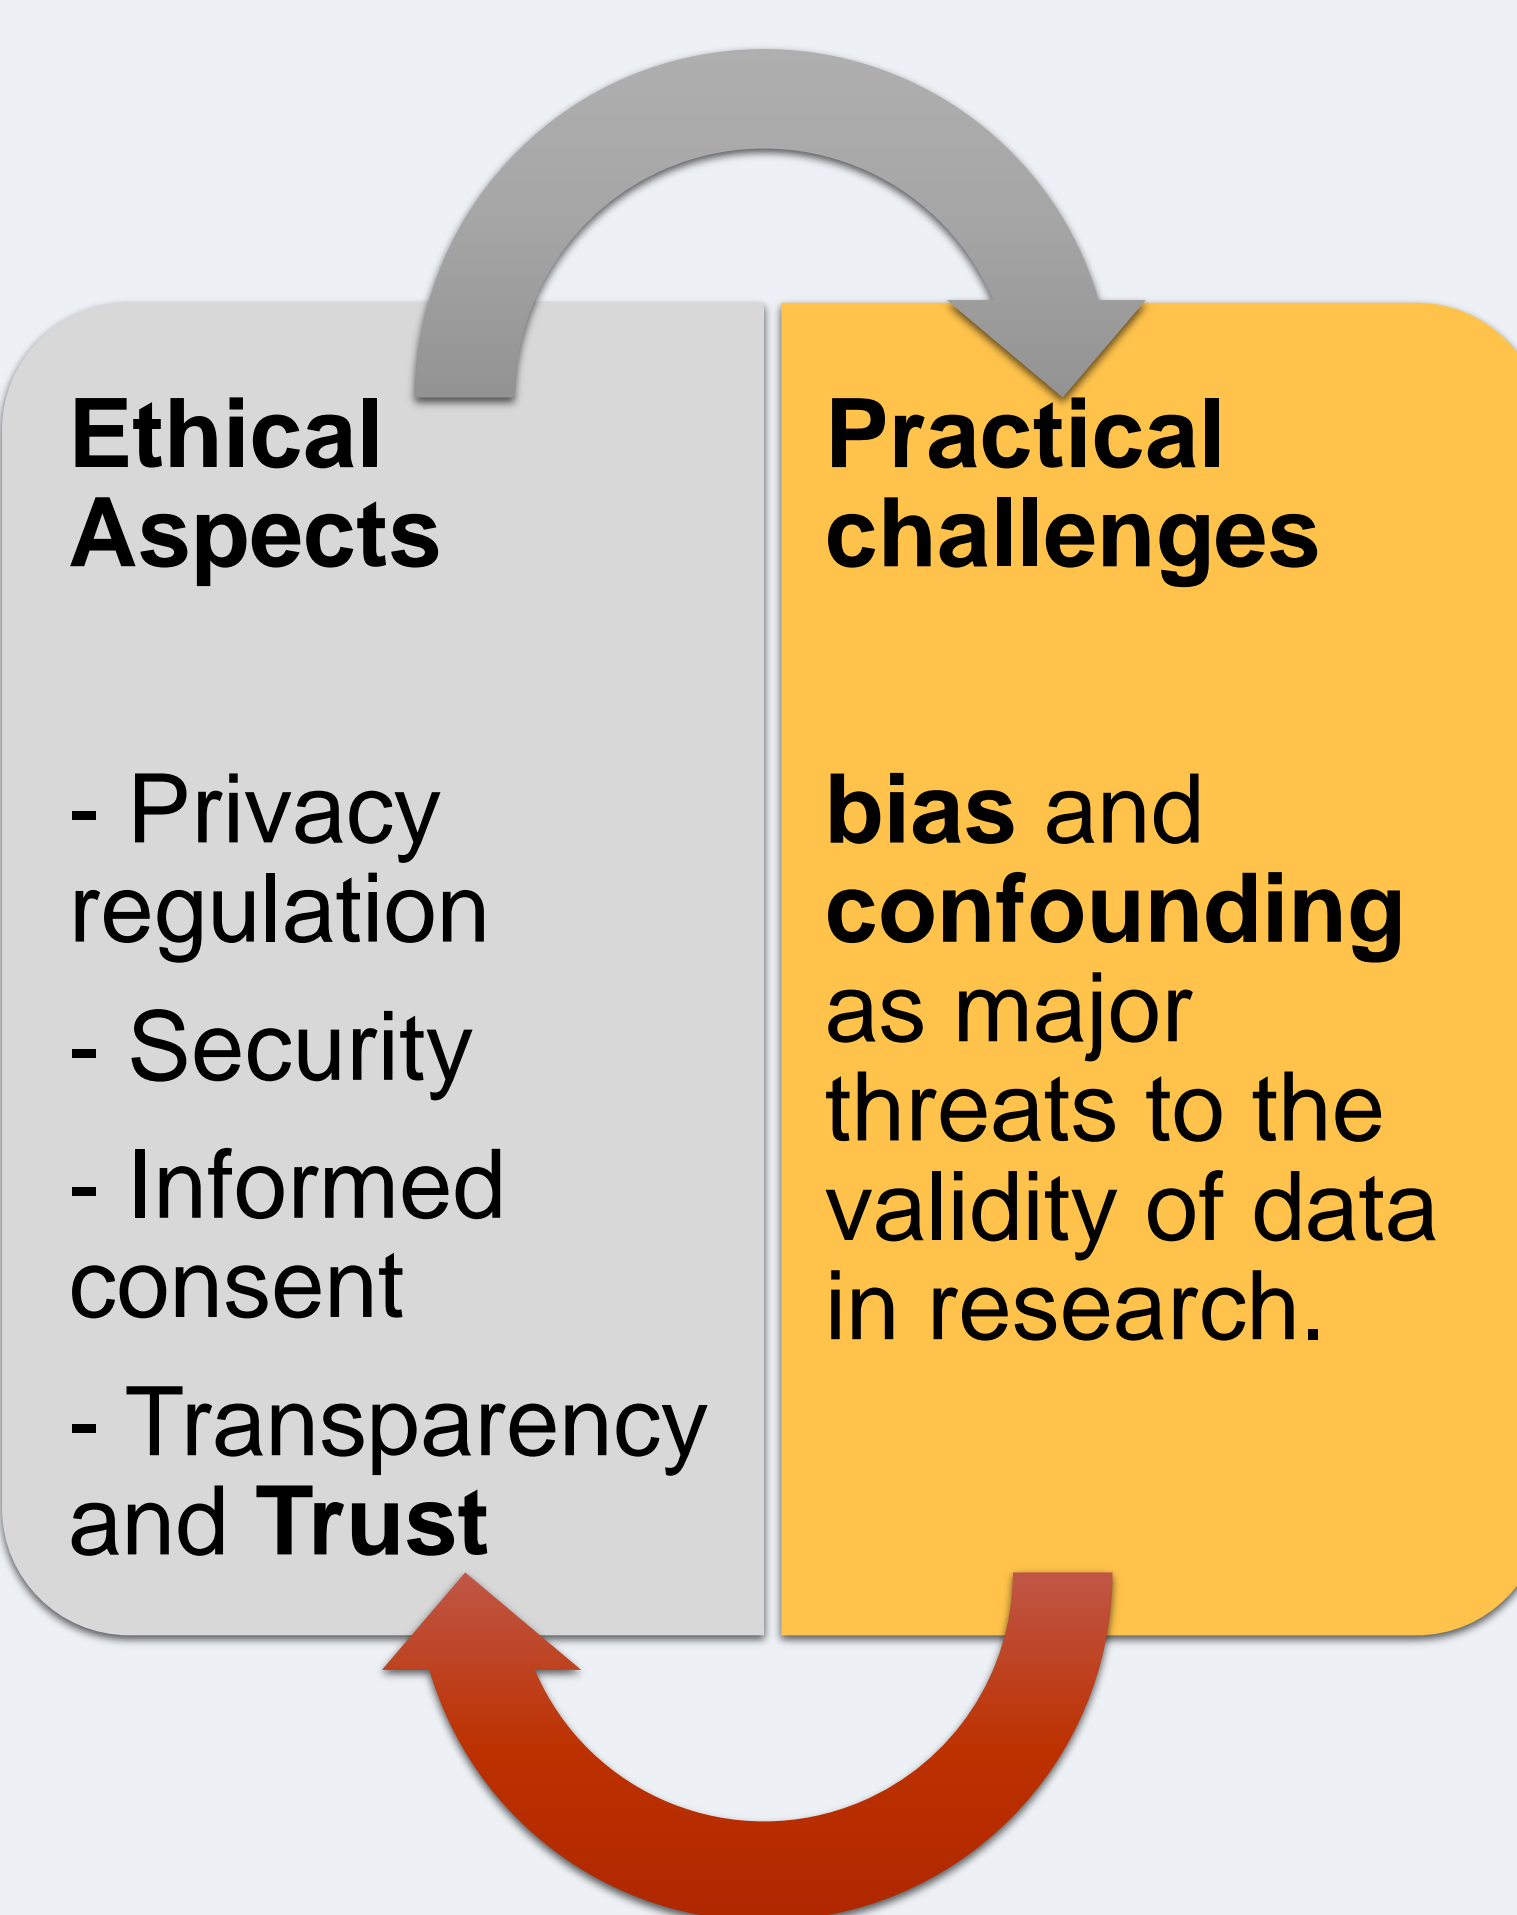 Ethical
Aspects
- Privacy
regulation
- Security
- Informed
consent
- Transparency
and Trust
Practical
challenges
bias and
confounding
as major
threats to the
validity of data
in research.